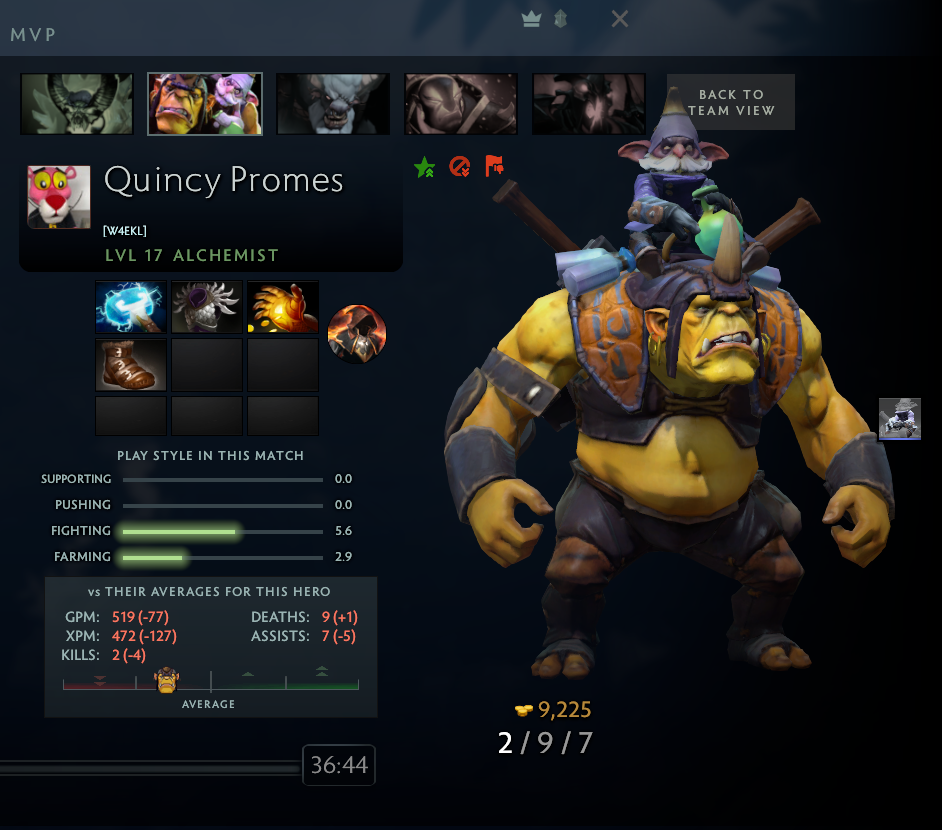 MVP
BACK TO
TEAM VIEW
Quincy Promes
[W4EKL]
LVL 17 ALCHEMIST
PLAY STYLE IN THIS MATCH
SUPPORTING 0.0
PUSHING 0.0
FIGHTING 5.6
FARMING 2.9
vs THEIR AVERAGES FOR THIS HERO
GPM: 519 (-77) DEATHS: 9 (+1)
XPM: 472 (-127) ASSISTS: 7 (-5)
KILLS: 2 (-4)
AVERAGE
9,225
2 / 9 / 7
36:44